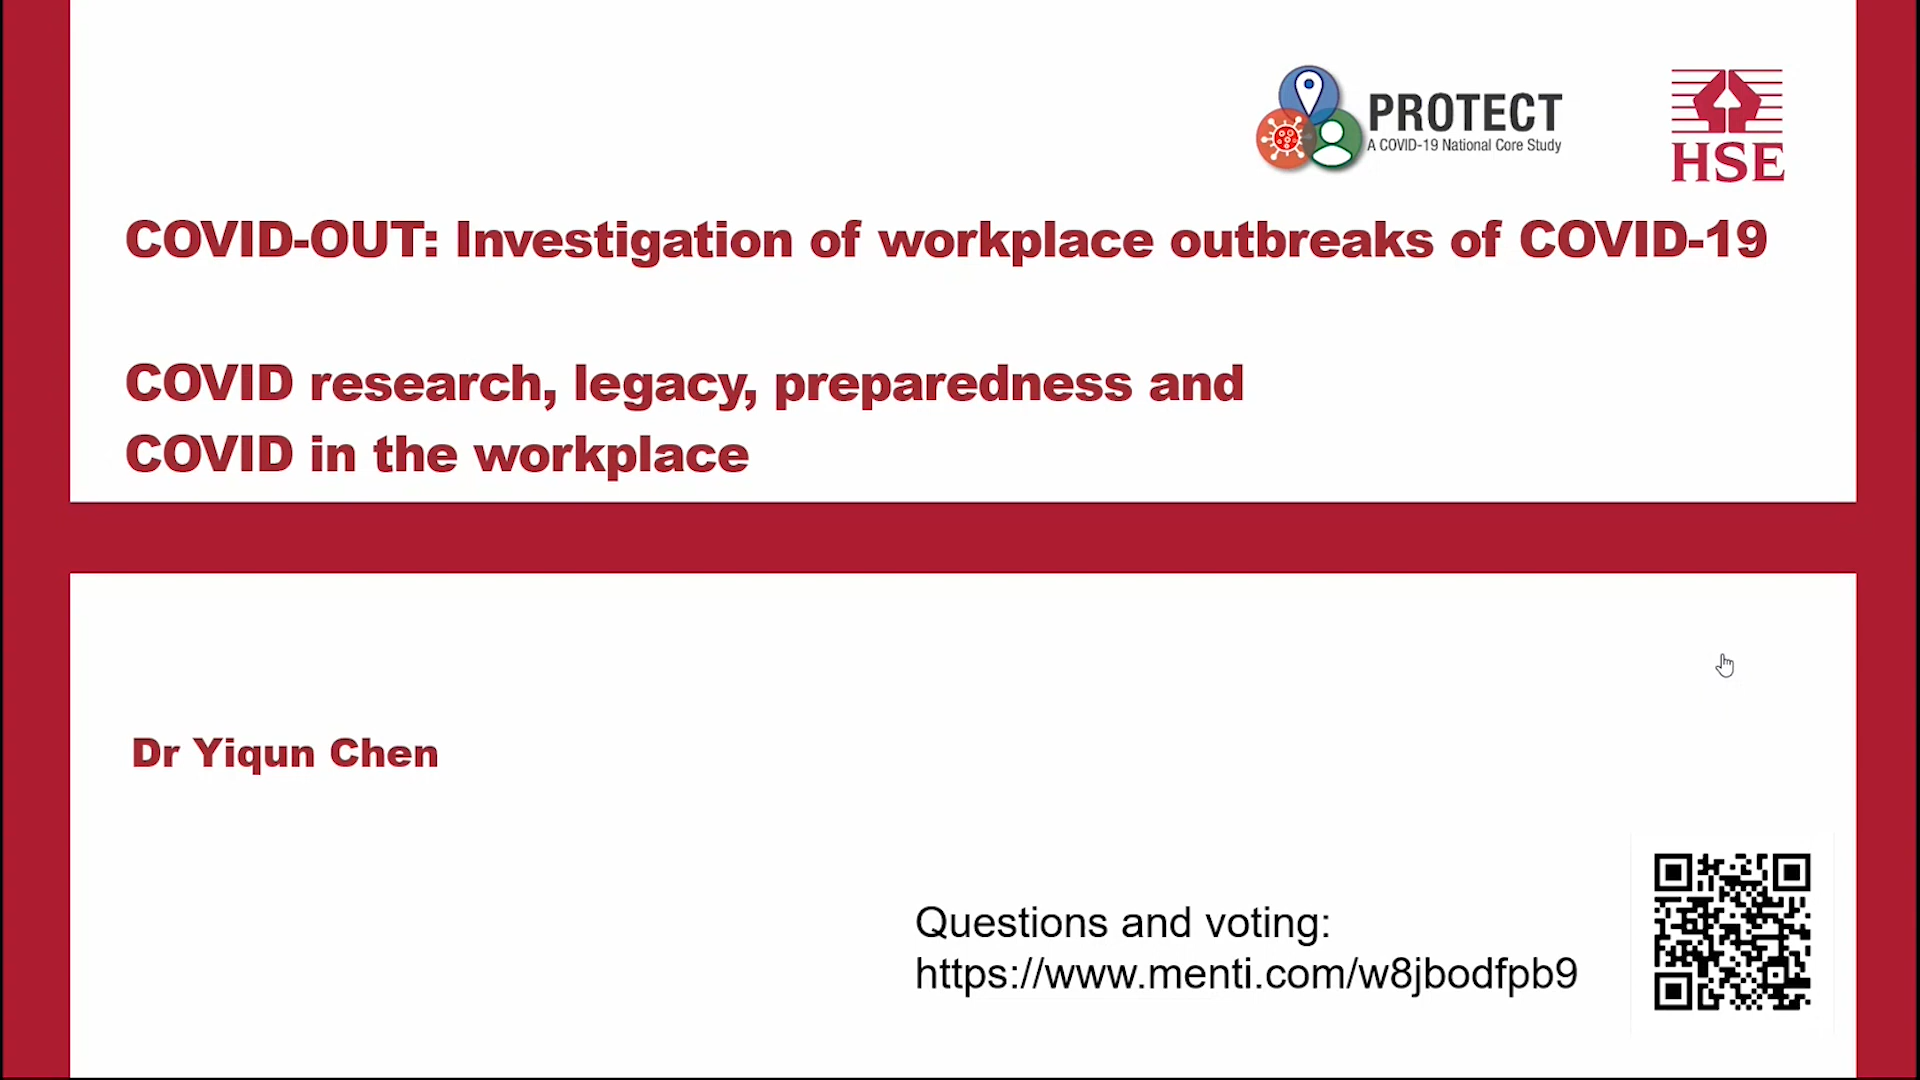 PROTECT
A COVID-19 National Core Study
HSE
COVID-OUT: Investigation of workplace outbreaks of COVID-19
COVID research, legacy, preparedness and
COVID in the workplace
Dr Yiqun Chen
Questions and voting:
https://www.menti.com/w8jbodfpb9